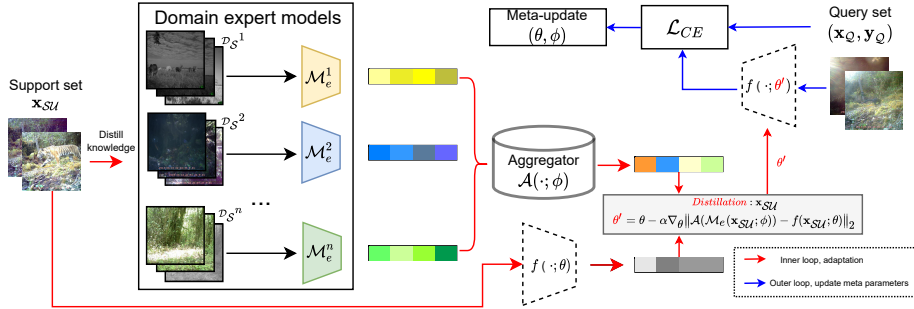 Domain expert models
Support set
𝐱_𝒮𝒰
Distill
knowledge
𝒟_𝒮^1
ℳ_e^1
𝒟_𝒮^2
ℳ_e^2
...
𝒟_𝒮^n
ℳ_e^n
Aggregator
𝒜(·;ϕ)
f(·;θ)
Meta-update
(θ, ϕ)
ℒ_CE
Query set
(𝐱_𝒬, 𝐲_𝒬)
f(·;θ′)
θ′
Distillation : 𝐱_𝒮𝒰
θ′ = θ − α∇_θ‖𝒜(ℳ_e(𝐱_𝒮𝒰;ϕ)) − f(𝐱_𝒮𝒰;θ)‖_2
Inner loop, adaptation
Outer loop, update meta parameters